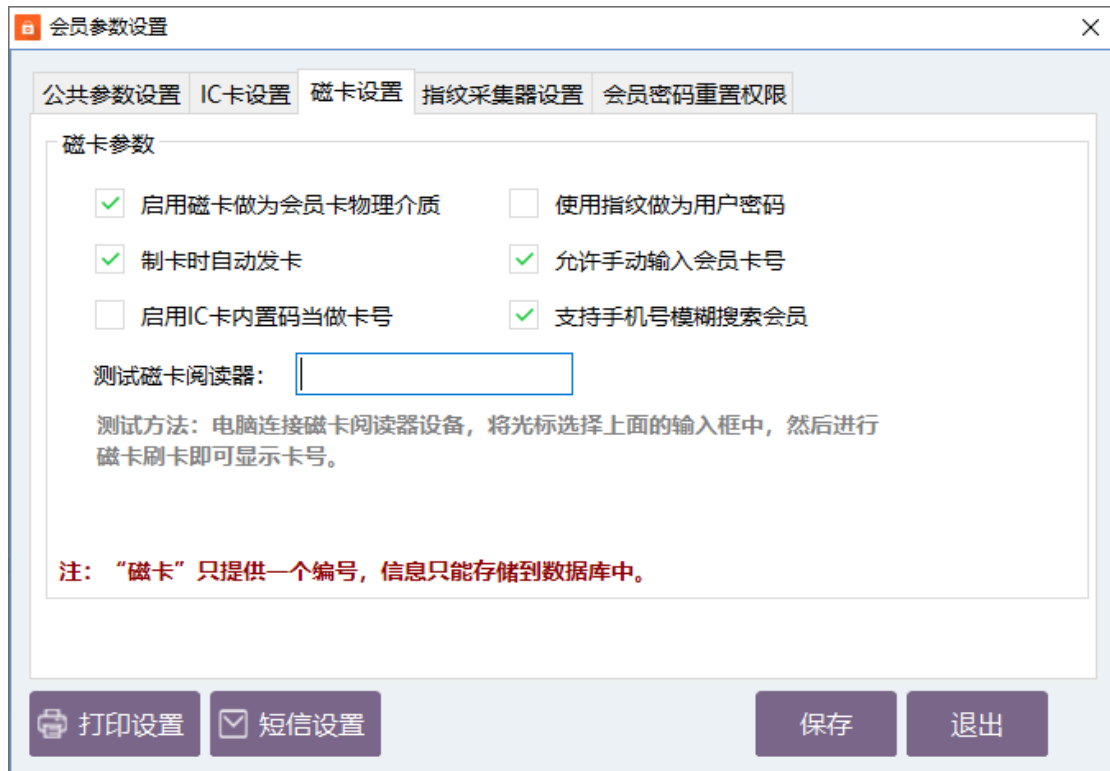 会员参数设置
公共参数设置 IC卡设置 磁卡设置 指纹采集器设置 会员密码重置权限
磁卡参数
启用磁卡做为会员卡物理介质 使用指纹做为用户密码
制卡时自动发卡 允许手动输入会员卡号
启用IC卡内置码当做卡号 支持手机号模糊搜索会员
测试磁卡阅读器：
测试方法：电脑连接磁卡阅读器设备，将光标选择上面的输入框中，然后进行
磁卡刷卡即可显示卡号。
注：“磁卡”只提供一个编号，信息只能存储到数据库中。
打印设置 短信设置 保存 退出